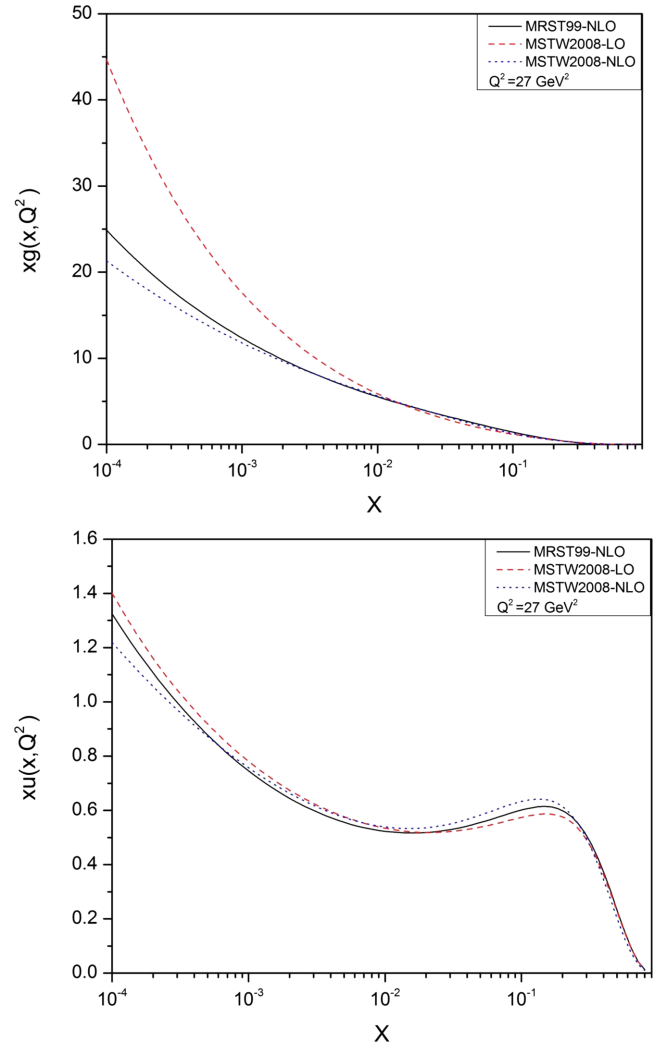 MRST99-NLO
MSTW2008-LO
MSTW2008-NLO
Q² =27 GeV²
50
40
30
20
10
0
xg(x,Q²)
10⁻⁴ 10⁻³ 10⁻² 10⁻¹
X
MRST99-NLO
MSTW2008-LO
MSTW2008-NLO
Q² =27 GeV²
1.6
1.4
1.2
1.0
0.8
0.6
0.4
0.2
0.0
xu(x,Q²)
10⁻⁴ 10⁻³ 10⁻² 10⁻¹
X